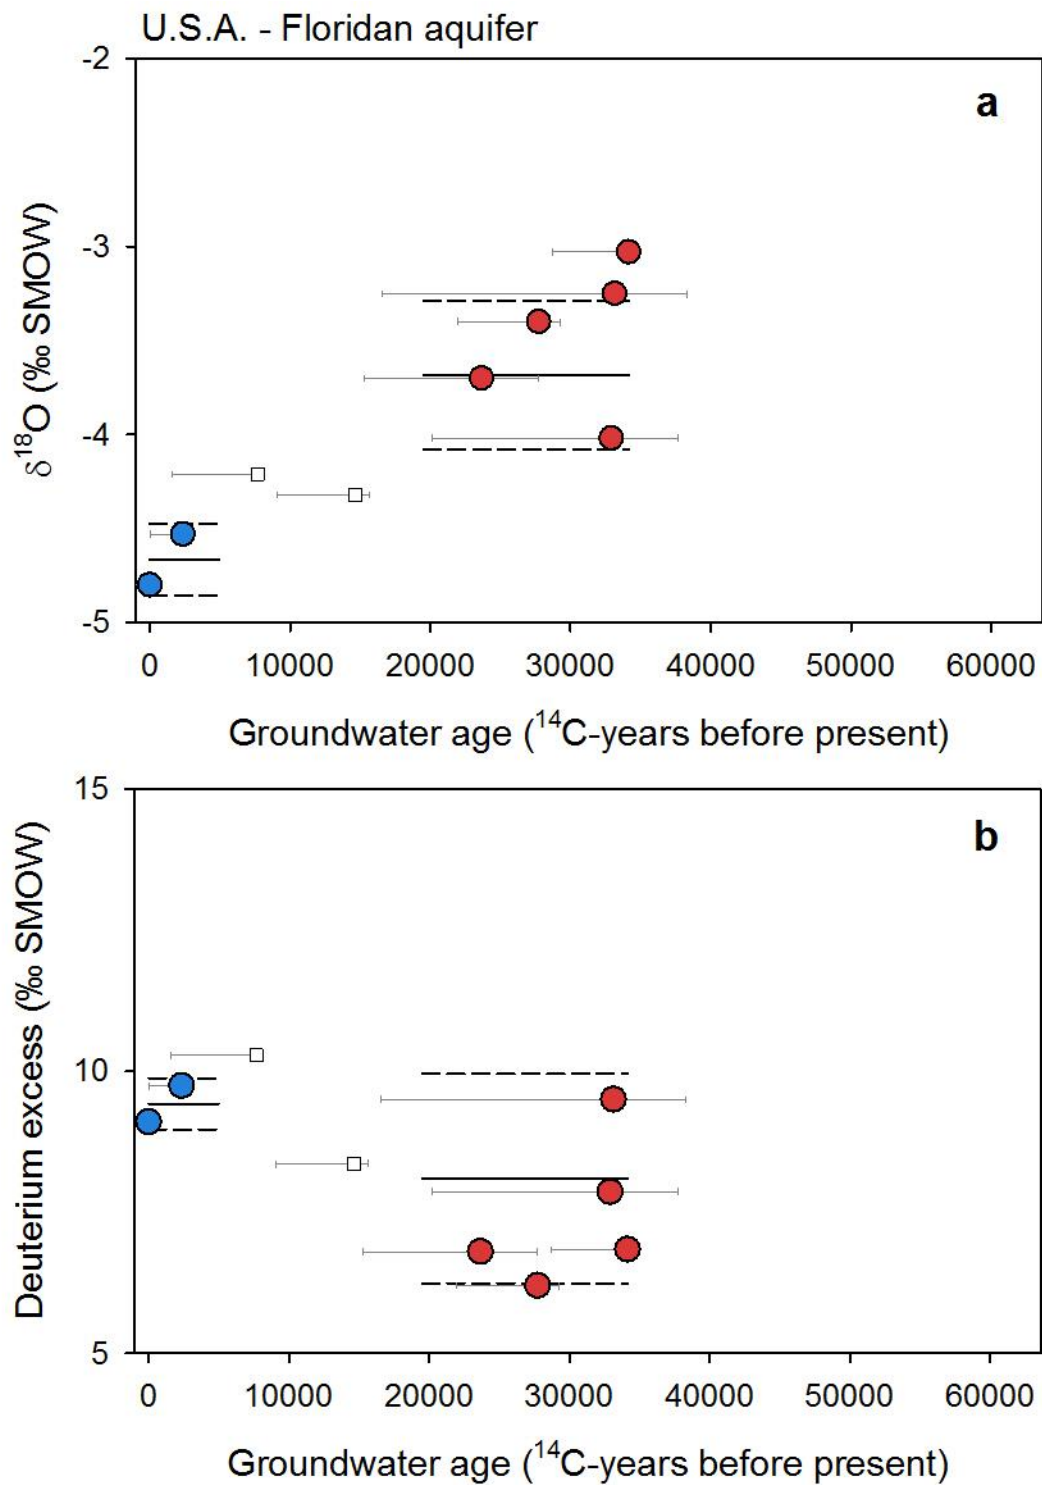 U.S.A. - Floridan aquifer
-2
a
-3
-4
-5
δ¹⁸O (‰ SMOW)
0 10000 20000 30000 40000 50000 60000
Groundwater age (¹⁴C-years before present)
15
b
10
5
Deuterium excess (‰ SMOW)
0 10000 20000 30000 40000 50000 60000
Groundwater age (¹⁴C-years before present)